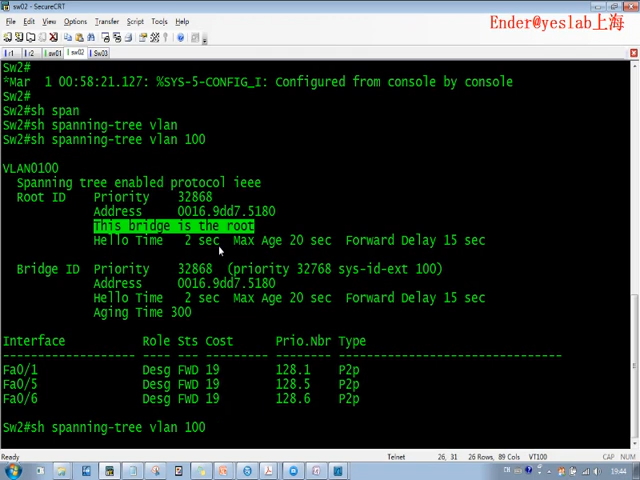 sw02 - SecureCRT
File Edit View Options Transfer Script Tools Help
Ender@yeslab上海
r1 r2 sw01 sw02 Sw03
Sw2#
*Mar  1 00:58:21.127: %SYS-5-CONFIG_I: Configured from console by console
Sw2#
Sw2#sh span
Sw2#sh spanning-tree vlan
Sw2#sh spanning-tree vlan 100
VLAN0100
Spanning tree enabled protocol ieee
Root ID Priority 32868
Address 0016.9dd7.5180
This bridge is the root
Hello Time 2 sec Max Age 20 sec Forward Delay 15 sec
Bridge ID Priority 32868 (priority 32768 sys-id-ext 100)
Address 0016.9dd7.5180
Hello Time 2 sec Max Age 20 sec Forward Delay 15 sec
Aging Time 300
Interface Role Sts Cost Prio.Nbr Type
------------------- ---- --- --------- -------- --------------------------------
Fa0/1 Desg FWD 19 128.1 P2p
Fa0/5 Desg FWD 19 128.5 P2p
Fa0/6 Desg FWD 19 128.6 P2p
Sw2#sh spanning-tree vlan 100
Ready Telnet 26, 31 26 Rows, 89 Cols VT100 CAP NUM
EN 19:44